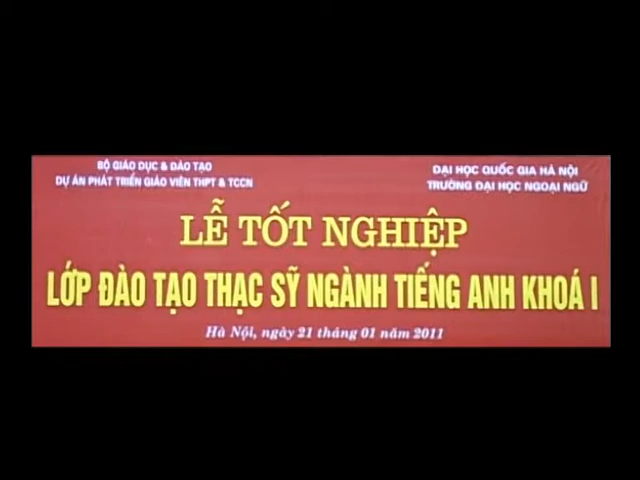 BỘ GIÁO DỤC & ĐÀO TẠO
DỰ ÁN PHÁT TRIỂN GIÁO VIÊN THPT & TCCN
ĐẠI HỌC QUỐC GIA HÀ NỘI
TRƯỜNG ĐẠI HỌC NGOẠI NGỮ
LỄ TỐT NGHIỆP
LỚP ĐÀO TẠO THẠC SỸ NGÀNH TIẾNG ANH KHOÁ I
Hà Nội, ngày 21 tháng 01 năm 2011